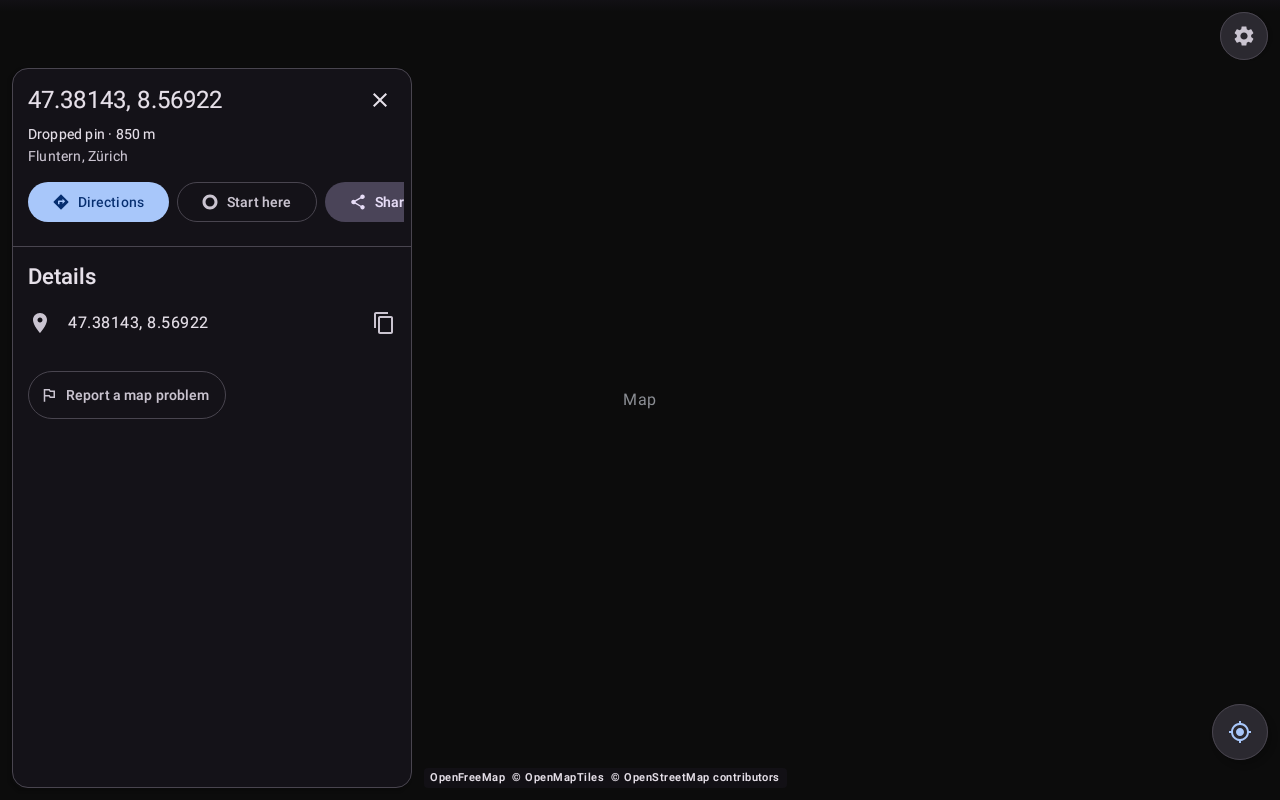 47.38143, 8.56922
Dropped pin · 850 m
Fluntern, Zürich
Directions
Start here
Shar
Details
47.38143, 8.56922
Report a map problem
Map
OpenFreeMap © OpenMapTiles © OpenStreetMap contributors